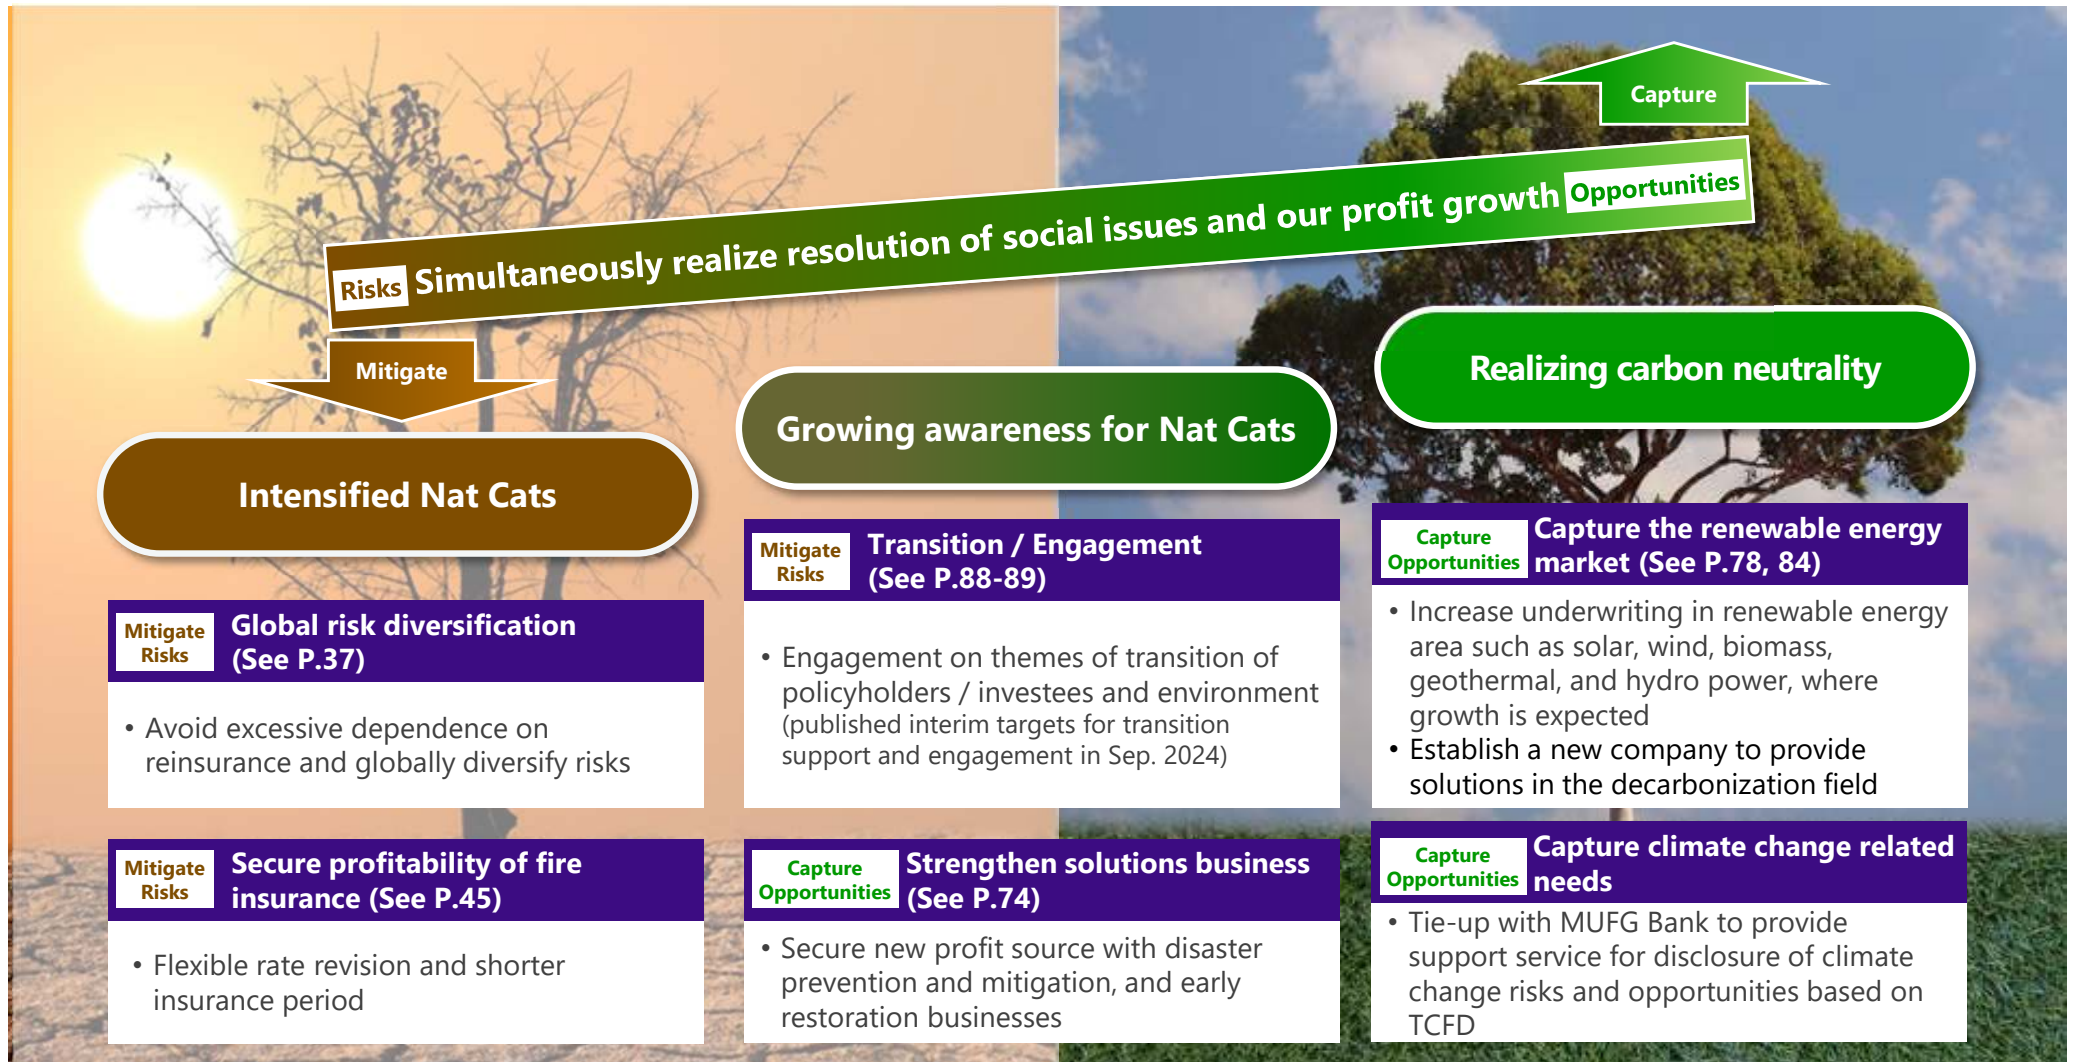 Capture
Risks Simultaneously realize resolution of social issues and our profit growth Opportunities
Mitigate
Intensified Nat Cats
Mitigate
Risks
Global risk diversification
(See P.37)
• Avoid excessive dependence on
reinsurance and globally diversify risks
Mitigate
Risks
Secure profitability of fire
insurance (See P.45)
• Flexible rate revision and shorter
insurance period
Growing awareness for Nat Cats
Mitigate
Risks
Transition / Engagement
(See P.88-89)
• Engagement on themes of transition of
policyholders / investees and environment
(published interim targets for transition
support and engagement in Sep. 2024)
Capture
Opportunities
Strengthen solutions business
(See P.74)
• Secure new profit source with disaster
prevention and mitigation, and early
restoration businesses
Realizing carbon neutrality
Capture
Opportunities
Capture the renewable energy
market (See P.78, 84)
• Increase underwriting in renewable energy
area such as solar, wind, biomass,
geothermal, and hydro power, where
growth is expected
• Establish a new company to provide
solutions in the decarbonization field
Capture
Opportunities
Capture climate change related
needs
• Tie-up with MUFG Bank to provide
support service for disclosure of climate
change risks and opportunities based on
TCFD